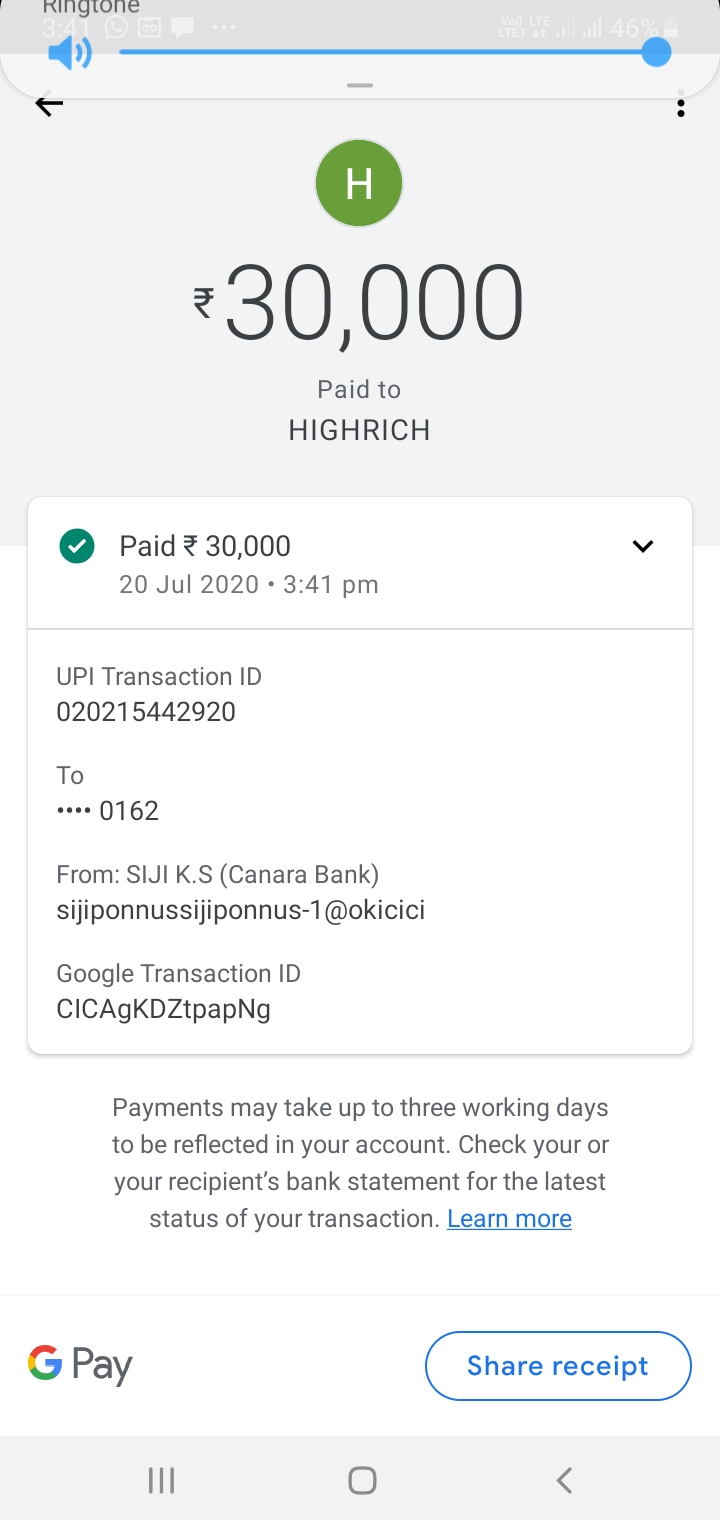 Ringtone
3:41
Vo)) LTE
LTE1
46%
H
₹30,000
Paid to
HIGHRICH
Paid ₹ 30,000
20 Jul 2020 • 3:41 pm
UPI Transaction ID
020215442920
To
•••• 0162
From: SIJI K.S (Canara Bank)
sijiponnussijiponnus-1@okicici
Google Transaction ID
CICAgKDZtpapNg
Payments may take up to three working days
to be reflected in your account. Check your or
your recipient's bank statement for the latest
status of your transaction. Learn more
G Pay
Share receipt